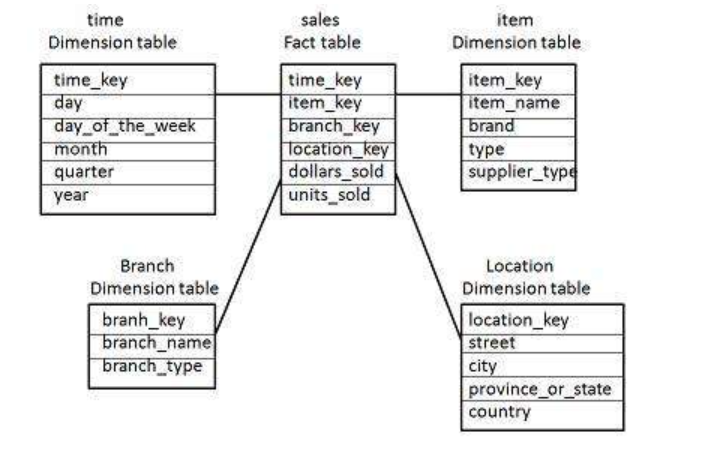 time
Dimension table
time_key
day
day_of_the_week
month
quarter
year
sales
Fact table
time_key
item_key
branch_key
location_key
dollars_sold
units_sold
item
Dimension table
item_key
item_name
brand
type
supplier_type
Branch
Dimension table
branh_key
branch_name
branch_type
Location
Dimension table
location_key
street
city
province_or_state
country